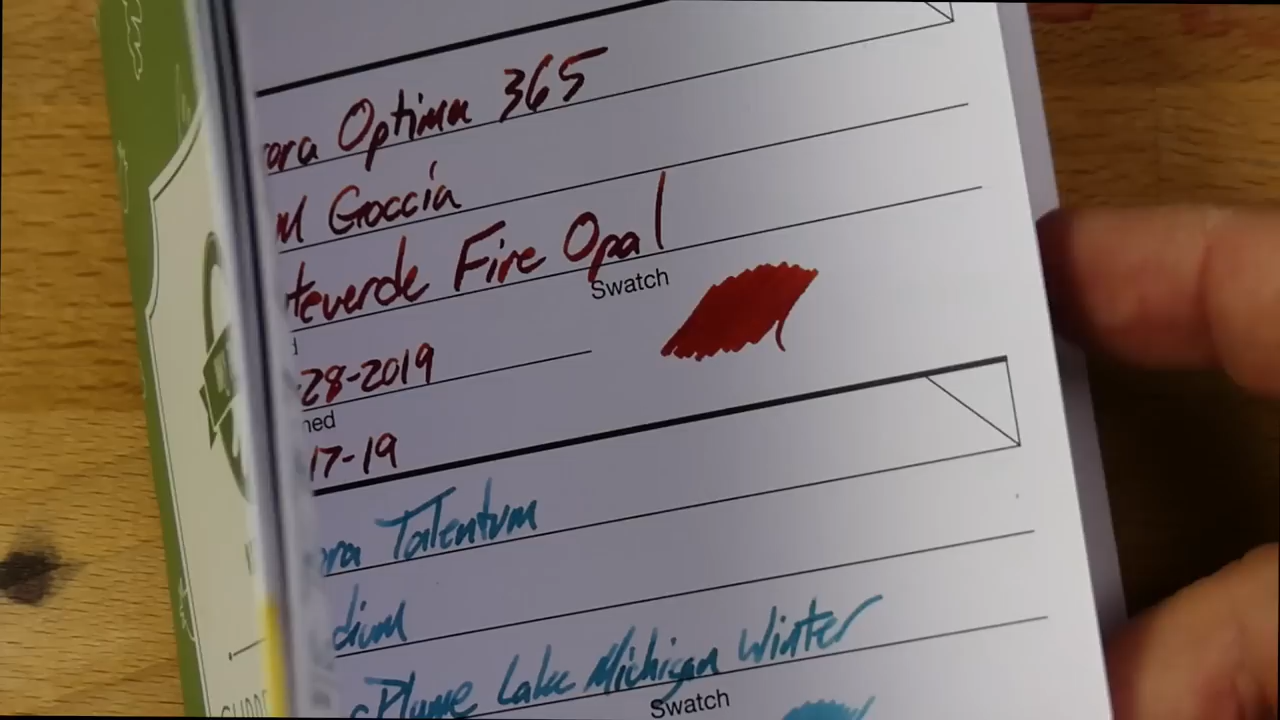 ora Optima 365
M Goccia
teverde Fire Opal
Swatch
-28-2019
ned
17-19
ora Talentum
dium
Plume Lake Michigan Winter
Swatch